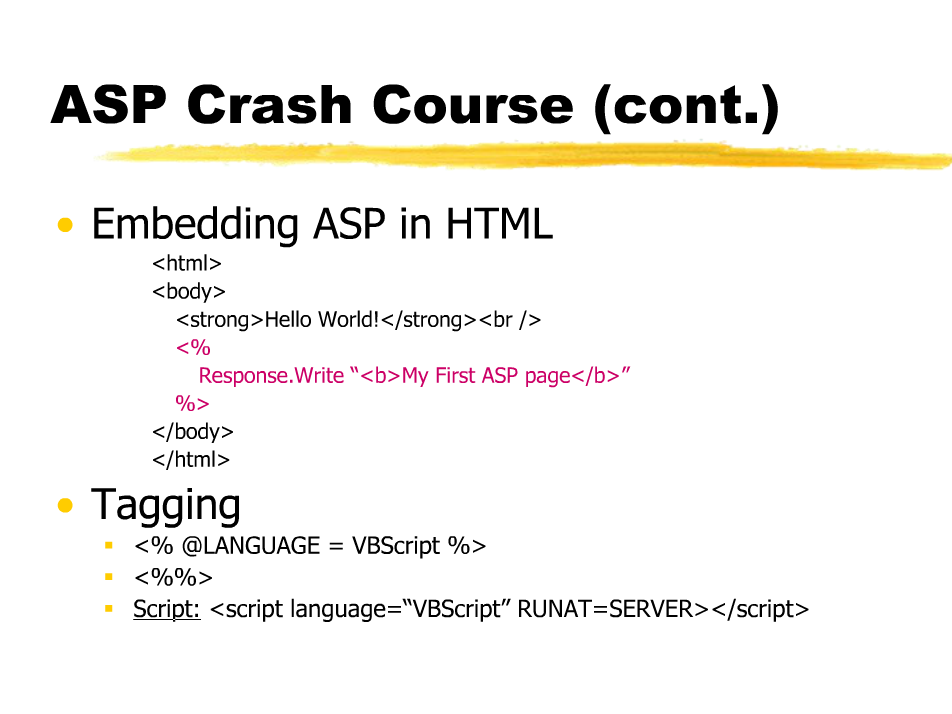 ASP Crash Course (cont.)
• Embedding ASP in HTML
<html>
<body>
<strong>Hello World!</strong><br />
<%
Response.Write “<b>My First ASP page</b>”
%>
</body>
</html>
• Tagging
▪ <% @LANGUAGE = VBScript %>
▪ <%%>
▪ Script: <script language=“VBScript” RUNAT=SERVER></script>